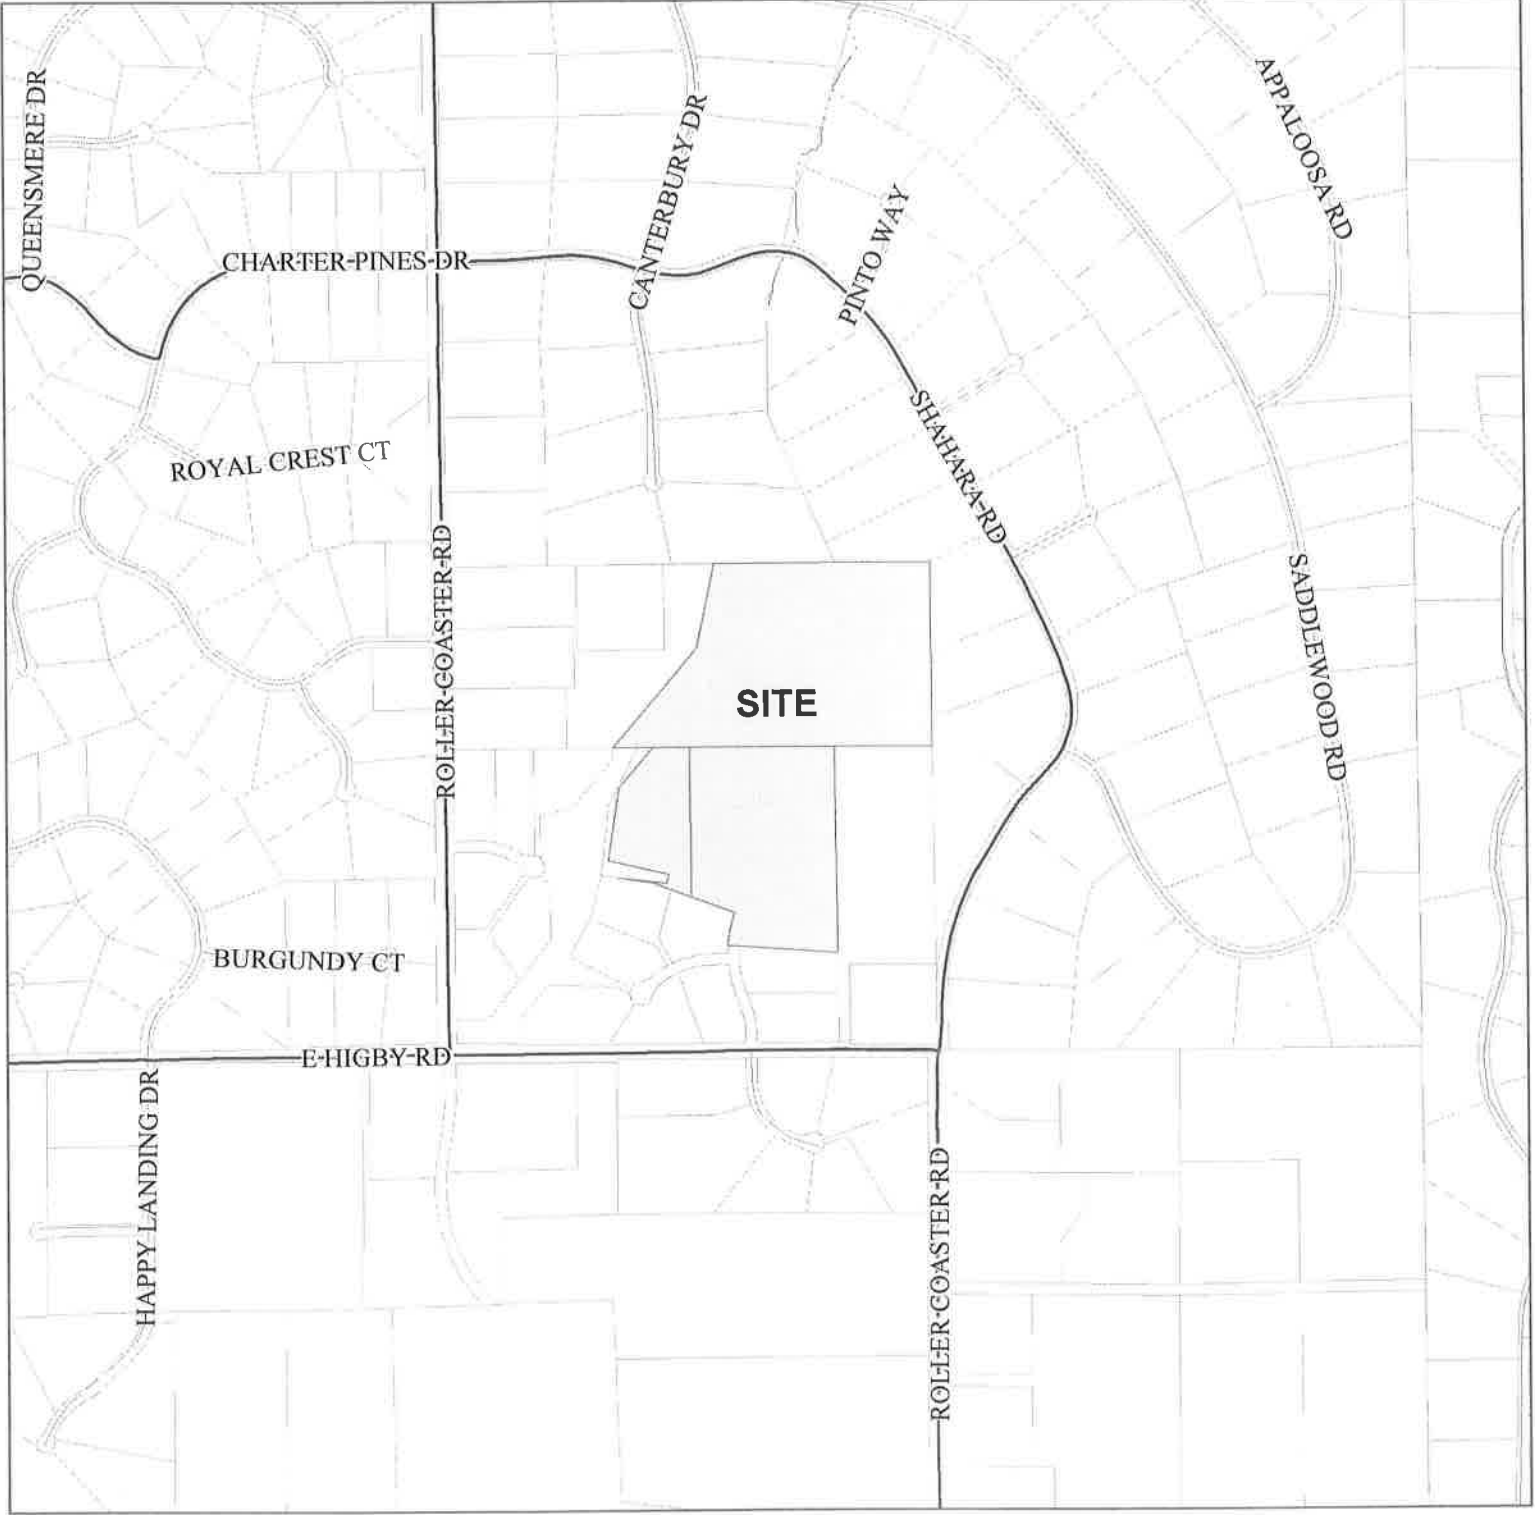 QUEENSMERE DR
APPALOOSA RD
CANTERBURY DR
PINTO WAY
CHARTER PINES DR
SHAHARA RD
ROYAL CREST CT
ROLLER COASTER RD
SADDLEWOOD RD
SITE
BURGUNDY CT
E HIGBY RD
HAPPY LANDING DR
ROLLER COASTER RD